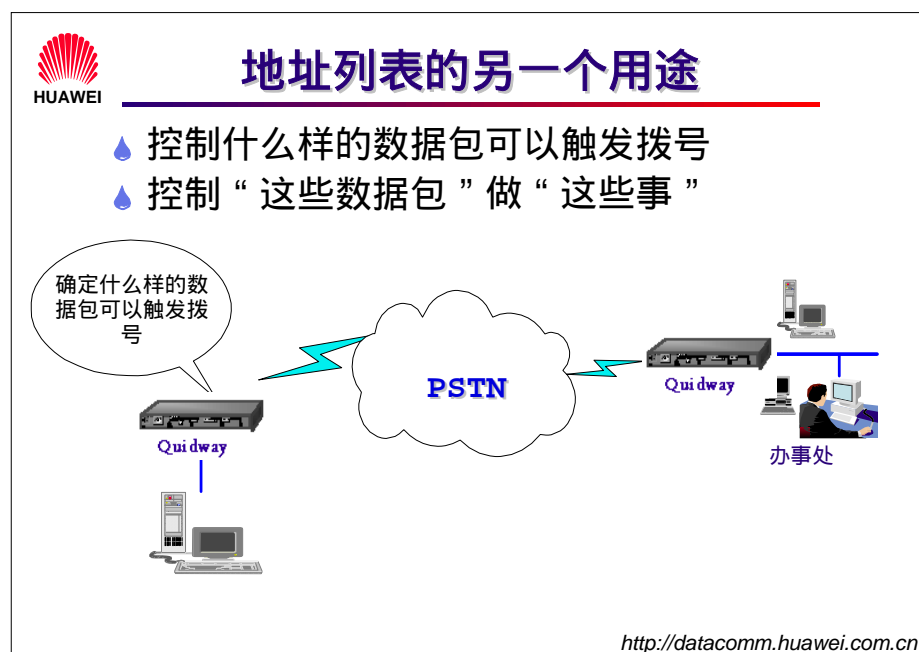 HUAWEI
地址列表的另一个用途
控制什么样的数据包可以触发拨号
控制“这些数据包”做“这些事”
确定什么样的数
据包可以触发拨
号
PSTN
Quidway
Quidway
办事处
http://datacomm.huawei.com.cn